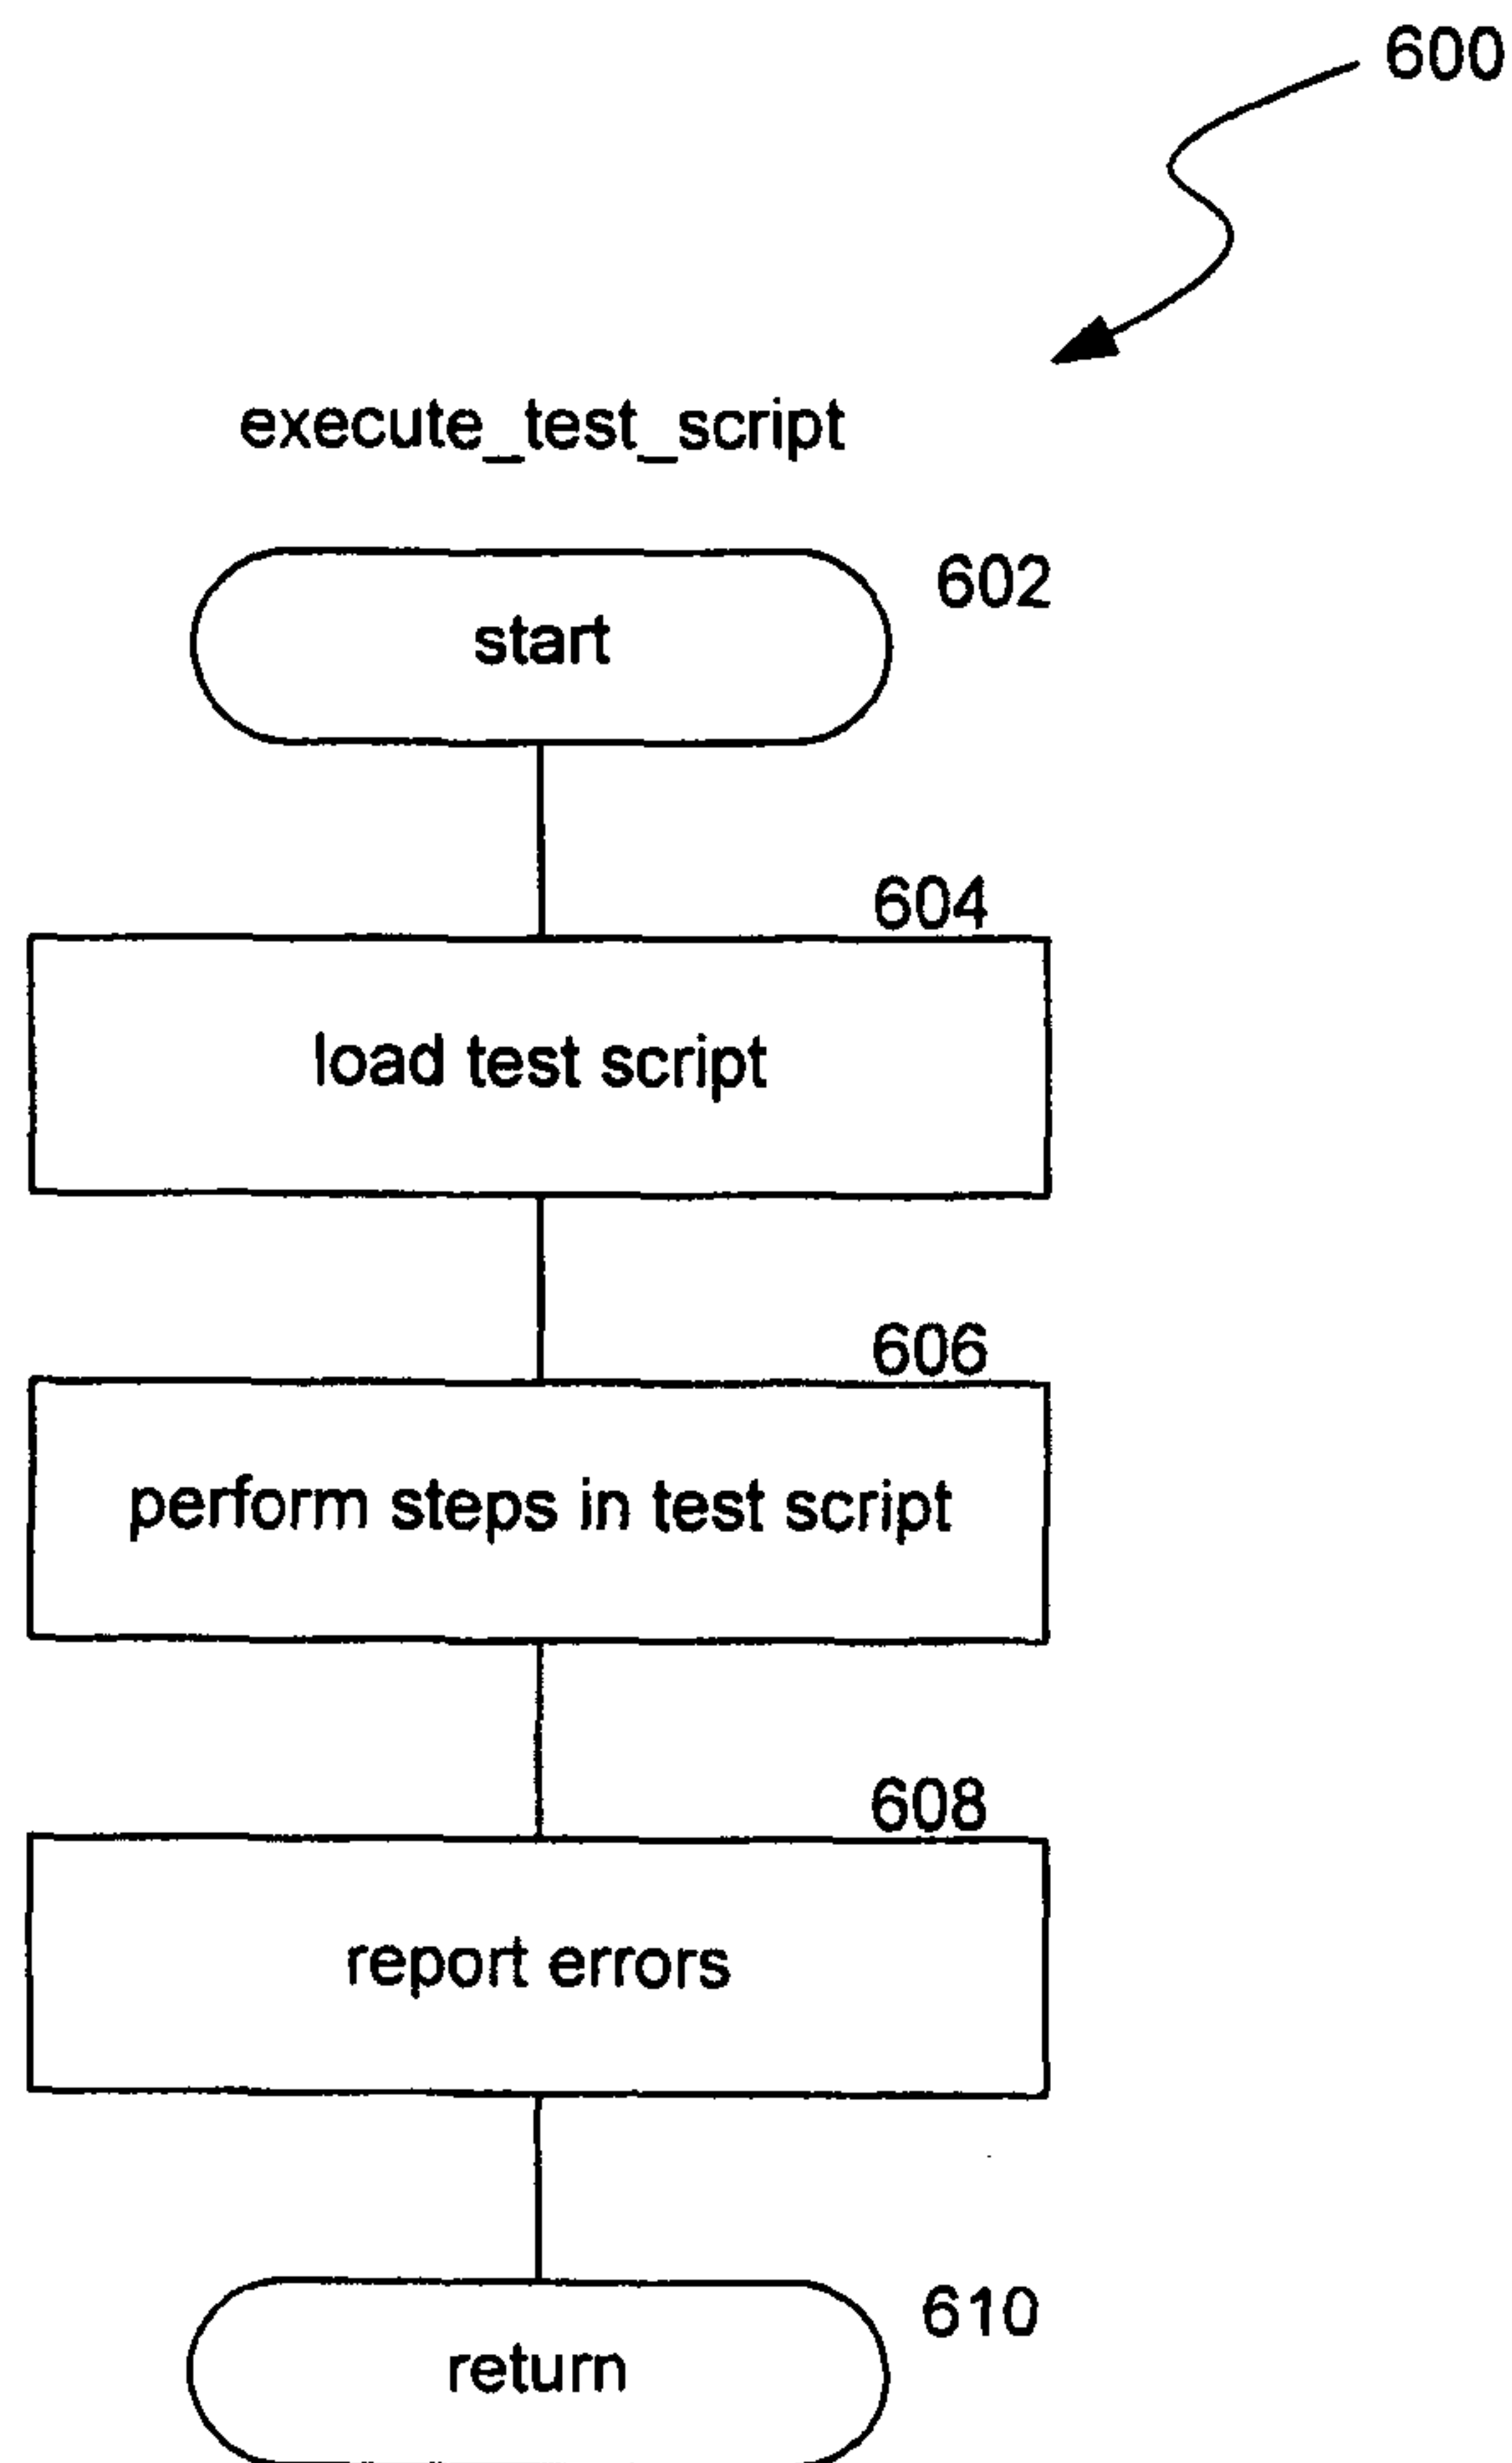 600
execute_test_script
602
start
604
load test script
606
perform steps in test script
608
report errors
610
return